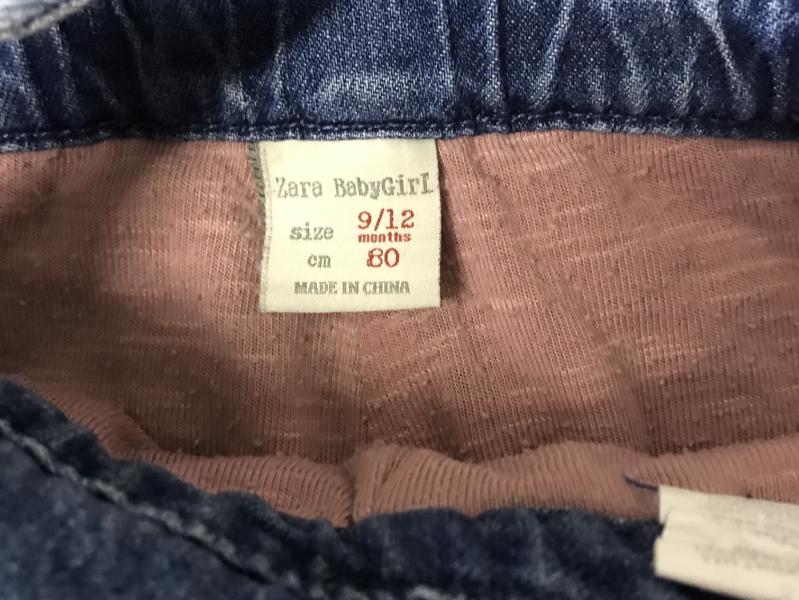 Zara BabyGirl
size 9/12
months
cm 80
MADE IN CHINA